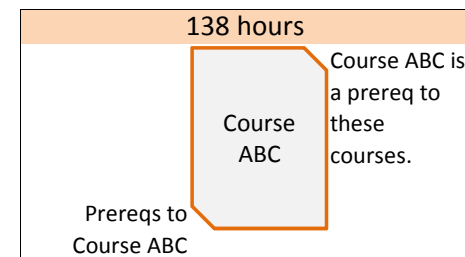 138 hours
Course ABC is
a prereq to
these
courses.
Course
ABC
Prereqs to
Course ABC